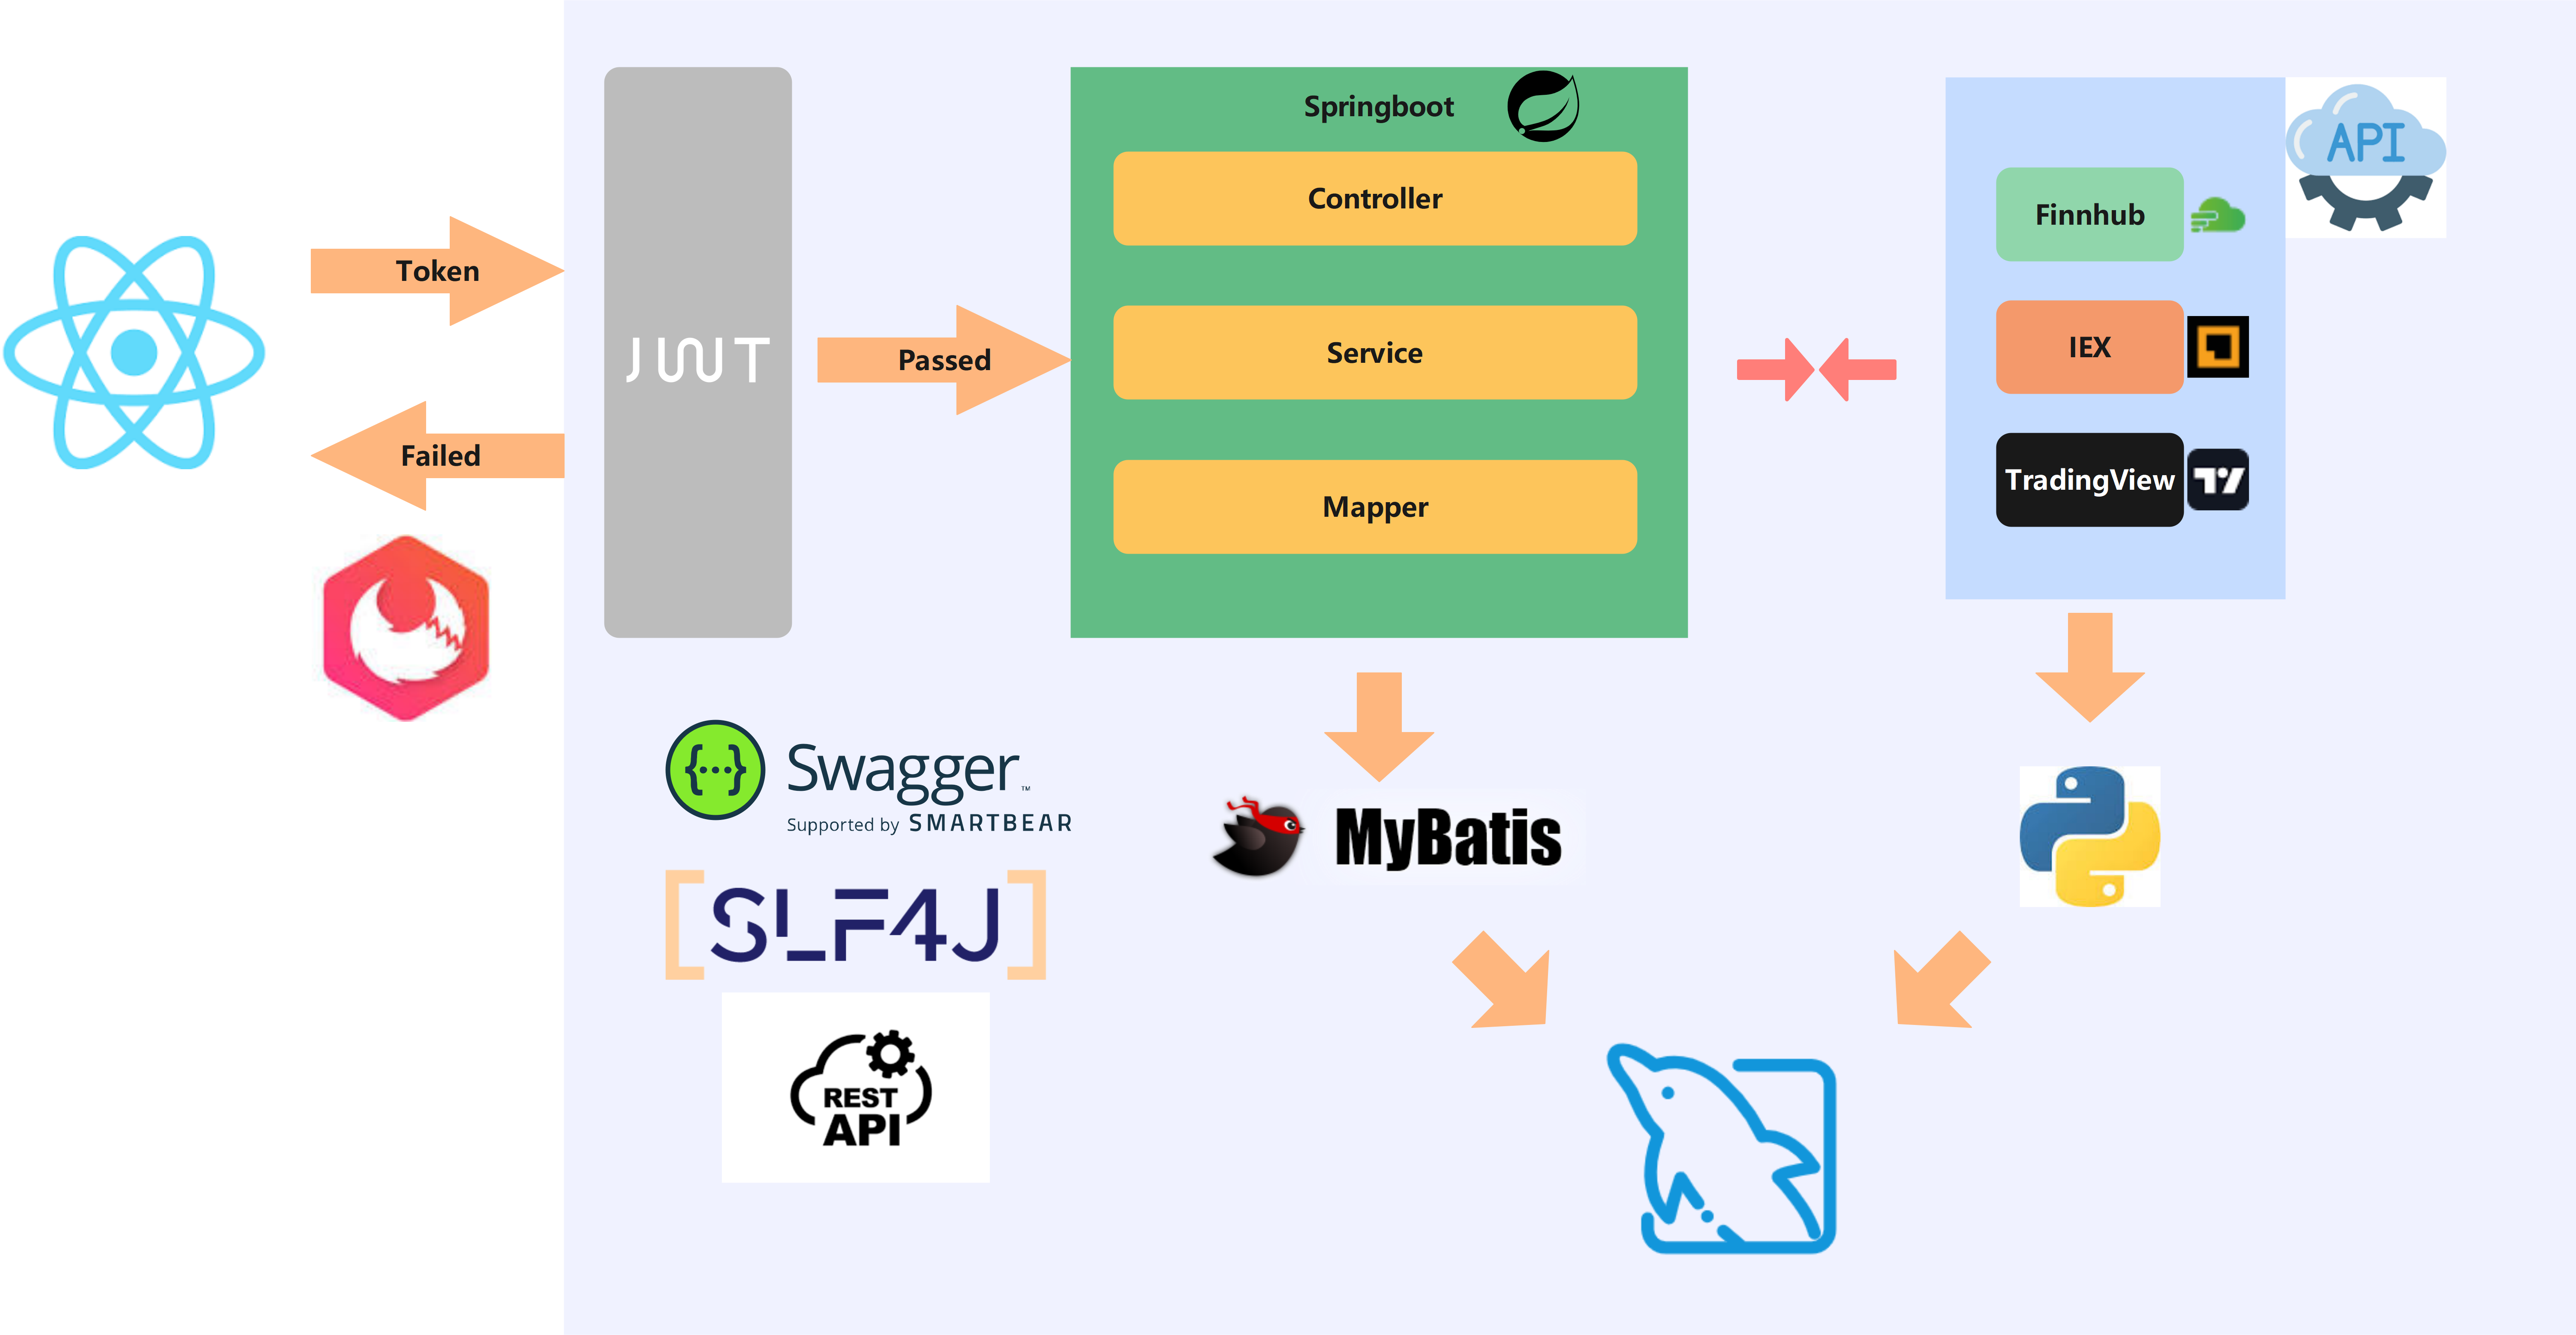 Token
Failed
JWT
Passed
Springboot
Controller
Service
Mapper
API
Finnhub
IEX
TradingView
{...}
Swagger™
Supported by SMARTBEAR
[SLF4J]
REST
API
MyBatis